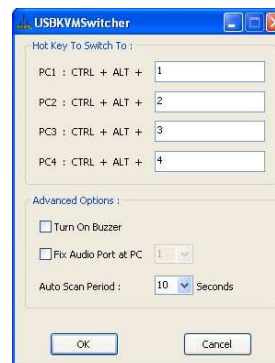 USBKVMSwitcher
Hot Key To Switch To :
PC1 : CTRL + ALT + 1
PC2 : CTRL + ALT + 2
PC3 : CTRL + ALT + 3
PC4 : CTRL + ALT + 4
Advanced Options :
Turn On Buzzer
Fix Audio Port at PC 1
Auto Scan Period : 10 Seconds
OK Cancel